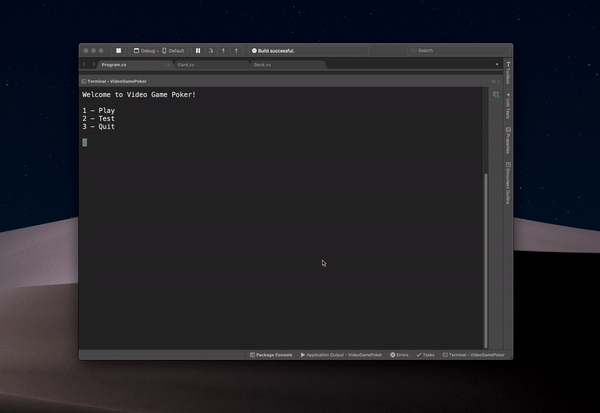 Debug › Default
Build successful.
Search
Program.cs
Card.cs
Deck.cs
Terminal – VideoGamePoker
Welcome to Video Game Poker!
1 – Play
2 – Test
3 – Quit
Toolbox
Unit Tests
Properties
Document Outline
Package Console
Application Output - VideoGamePoker
Errors
Tasks
Terminal – VideoGamePoker